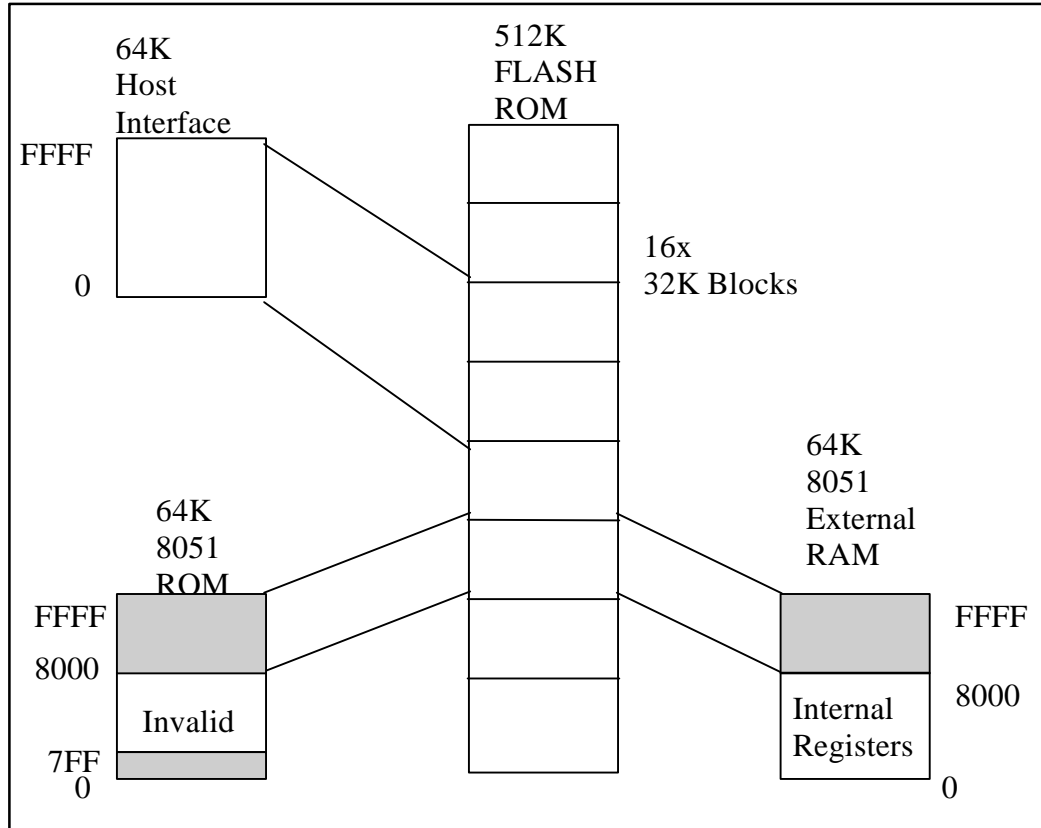 64K
Host
Interface
FFFF
0
512K
FLASH
ROM
16x
32K Blocks
64K
8051
ROM
FFFF
8000
Invalid
7FF
0
64K
8051
External
RAM
FFFF
8000
Internal
Registers
0